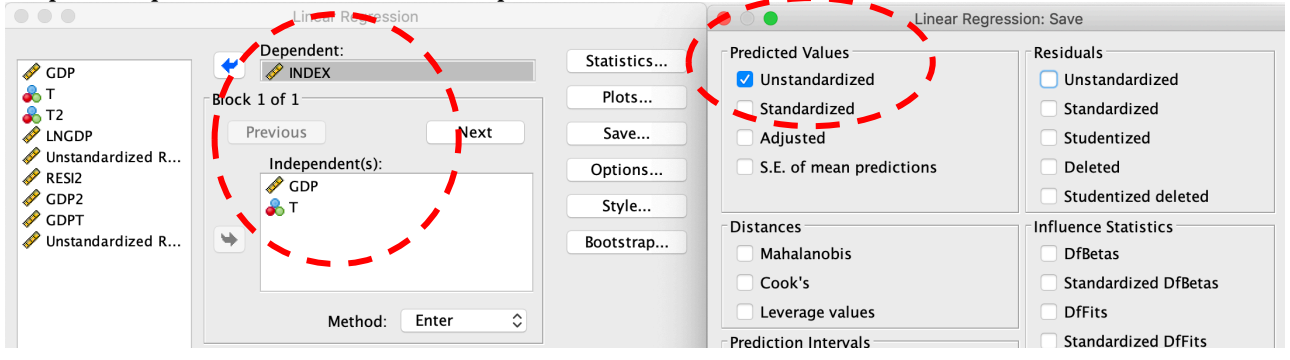 Linear Regression
GDP
T
T2
LNGDP
Unstandardized R...
RESI2
GDP2
GDPT
Unstandardized R...
Dependent:
INDEX
Block 1 of 1
Previous
Next
Independent(s):
GDP
T
Method: Enter
Statistics...
Plots...
Save...
Options...
Style...
Bootstrap...
Linear Regression: Save
Predicted Values
Unstandardized
Standardized
Adjusted
S.E. of mean predictions
Distances
Mahalanobis
Cook's
Leverage values
Prediction Intervals
Residuals
Unstandardized
Standardized
Studentized
Deleted
Studentized deleted
Influence Statistics
DfBetas
Standardized DfBetas
DfFits
Standardized DfFits